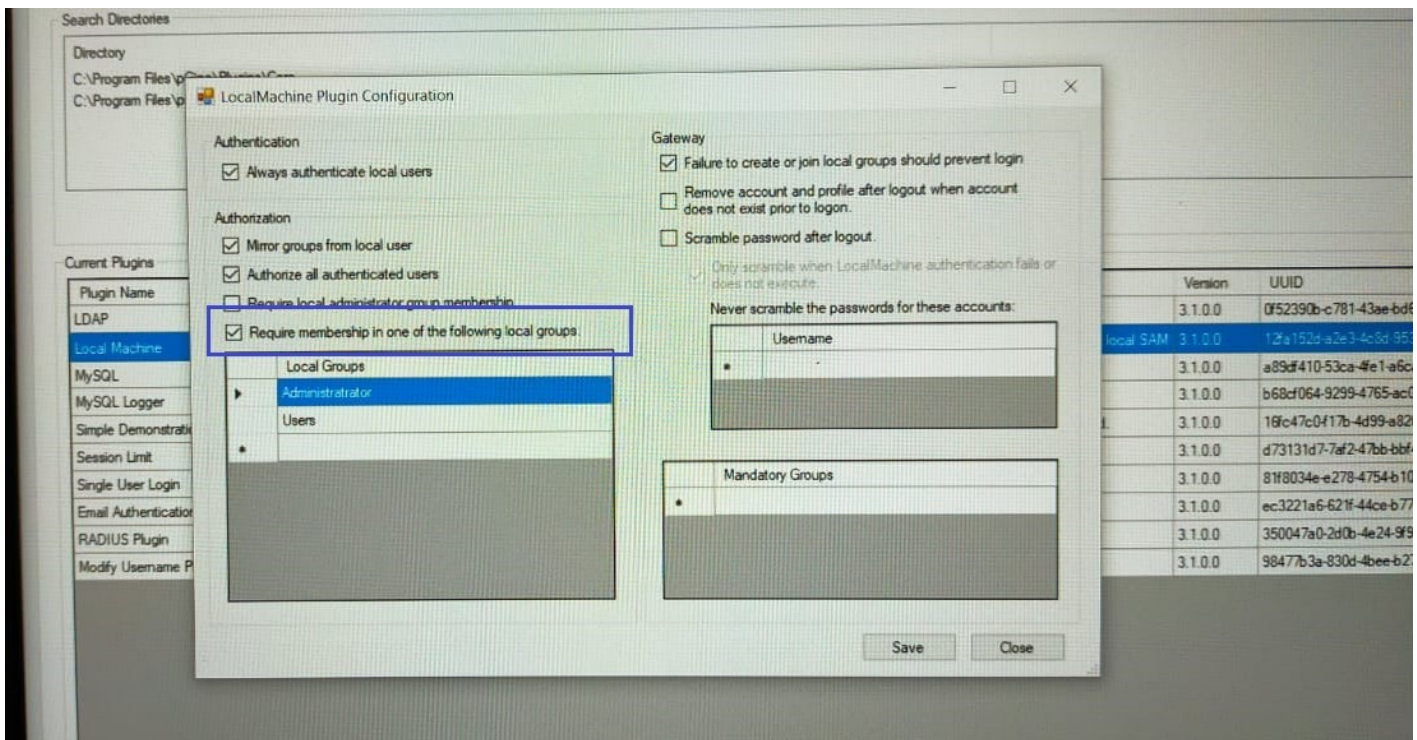 Search Directories
Directory
C:\Program Files\pGina\Plugins\Core
C:\Program Files\p
LocalMachine Plugin Configuration
Authentication
Always authenticate local users
Authorization
Mirror groups from local user
Authorize all authenticated users
Require local administrator group membership
Require membership in one of the following local groups:
Local Groups
Administratrator
Users
Gateway
Failure to create or join local groups should prevent login
Remove account and profile after logout when account
does not exist prior to logon.
Scramble password after logout.
Only scramble when LocalMachine authentication fails or
does not execute.
Never scramble the passwords for these accounts:
Username
Mandatory Groups
Save
Close
Current Plugins
Plugin Name
Version
UUID
LDAP
3.1.0.0
0f52390b-c781-43ae-bd6
Local Machine
local SAM
3.1.0.0
12fa152d-a2e3-4c8d-953
MySQL
3.1.0.0
a89df410-53ca-4fe1-a6c
MySQL Logger
3.1.0.0
b68cf064-9299-4765-ac0
Simple Demonstrati
3.1.0.0
16fc47c0-f17b-4d99-a82
Session Limit
3.1.0.0
d73131d7-7af2-47bb-bbf
Single User Login
3.1.0.0
81f8034e-e278-4754-b10
Email Authentication
3.1.0.0
ec3221a6-621f-44ce-b77
RADIUS Plugin
3.1.0.0
350047a0-2d0b-4e24-9f9
Modify Username P
3.1.0.0
98477b3a-830d-4bee-b27